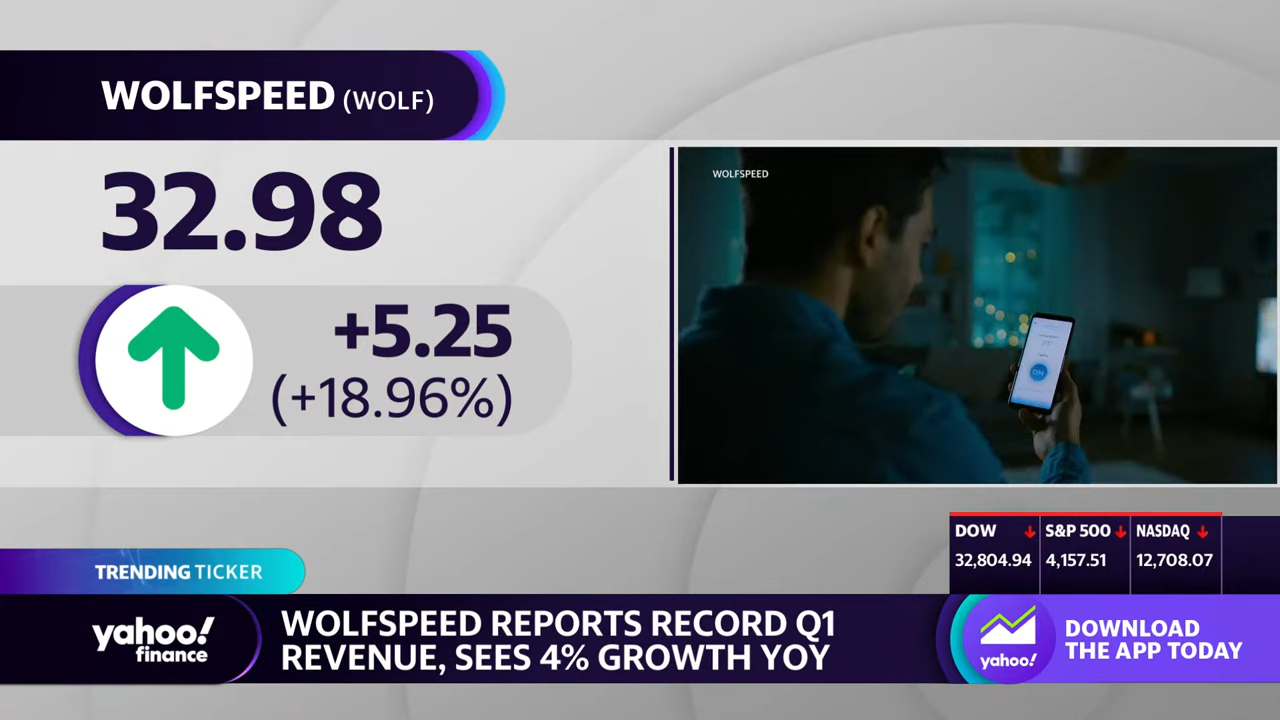 WOLFSPEED (WOLF)
32.98
+5.25
(+18.96%)
WOLFSPEED
ON
DOW
32,804.94
S&P 500
4,157.51
NASDAQ
12,708.07
TRENDING TICKER
yahoo!
finance
WOLFSPEED REPORTS RECORD Q1
REVENUE, SEES 4% GROWTH YOY
yahoo!
DOWNLOAD
THE APP TODAY